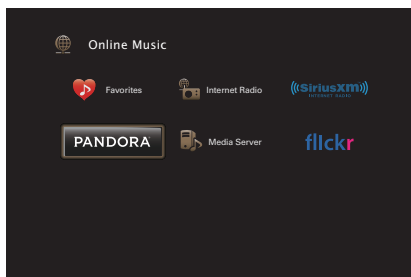 Online Music
Favorites
Internet Radio
((SiriusXM))
INTERNET RADIO
PANDORA
Media Server
flickr